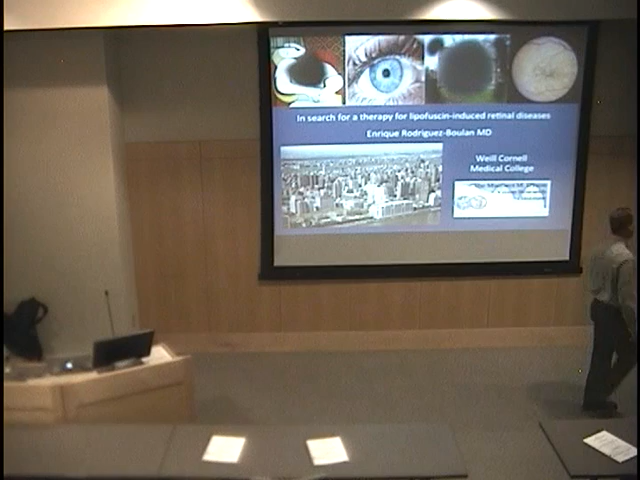 In search for a therapy for lipofuscin-induced retinal diseases
Enrique Rodriguez-Boulan MD
Weill Cornell
Medical College